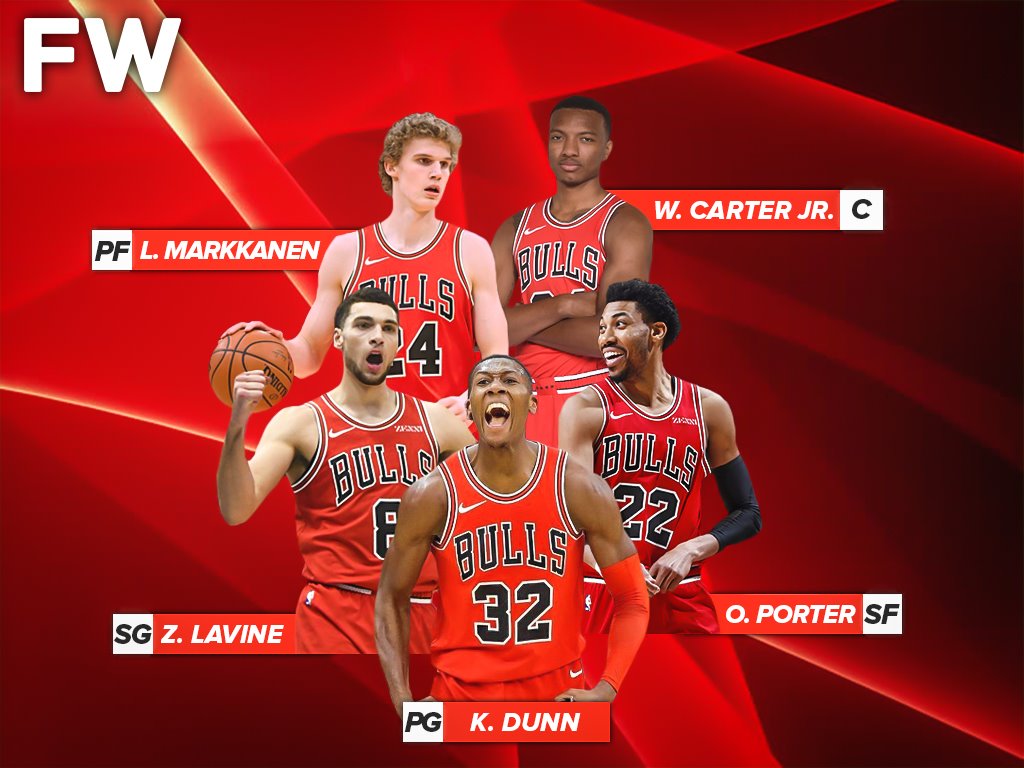 FW
W. CARTER JR. C
PF L. MARKKANEN
BULLS
BULLS
24
BULLS
8
BULLS
22
BULLS
32
O. PORTER SF
SG Z. LAVINE
PG K. DUNN